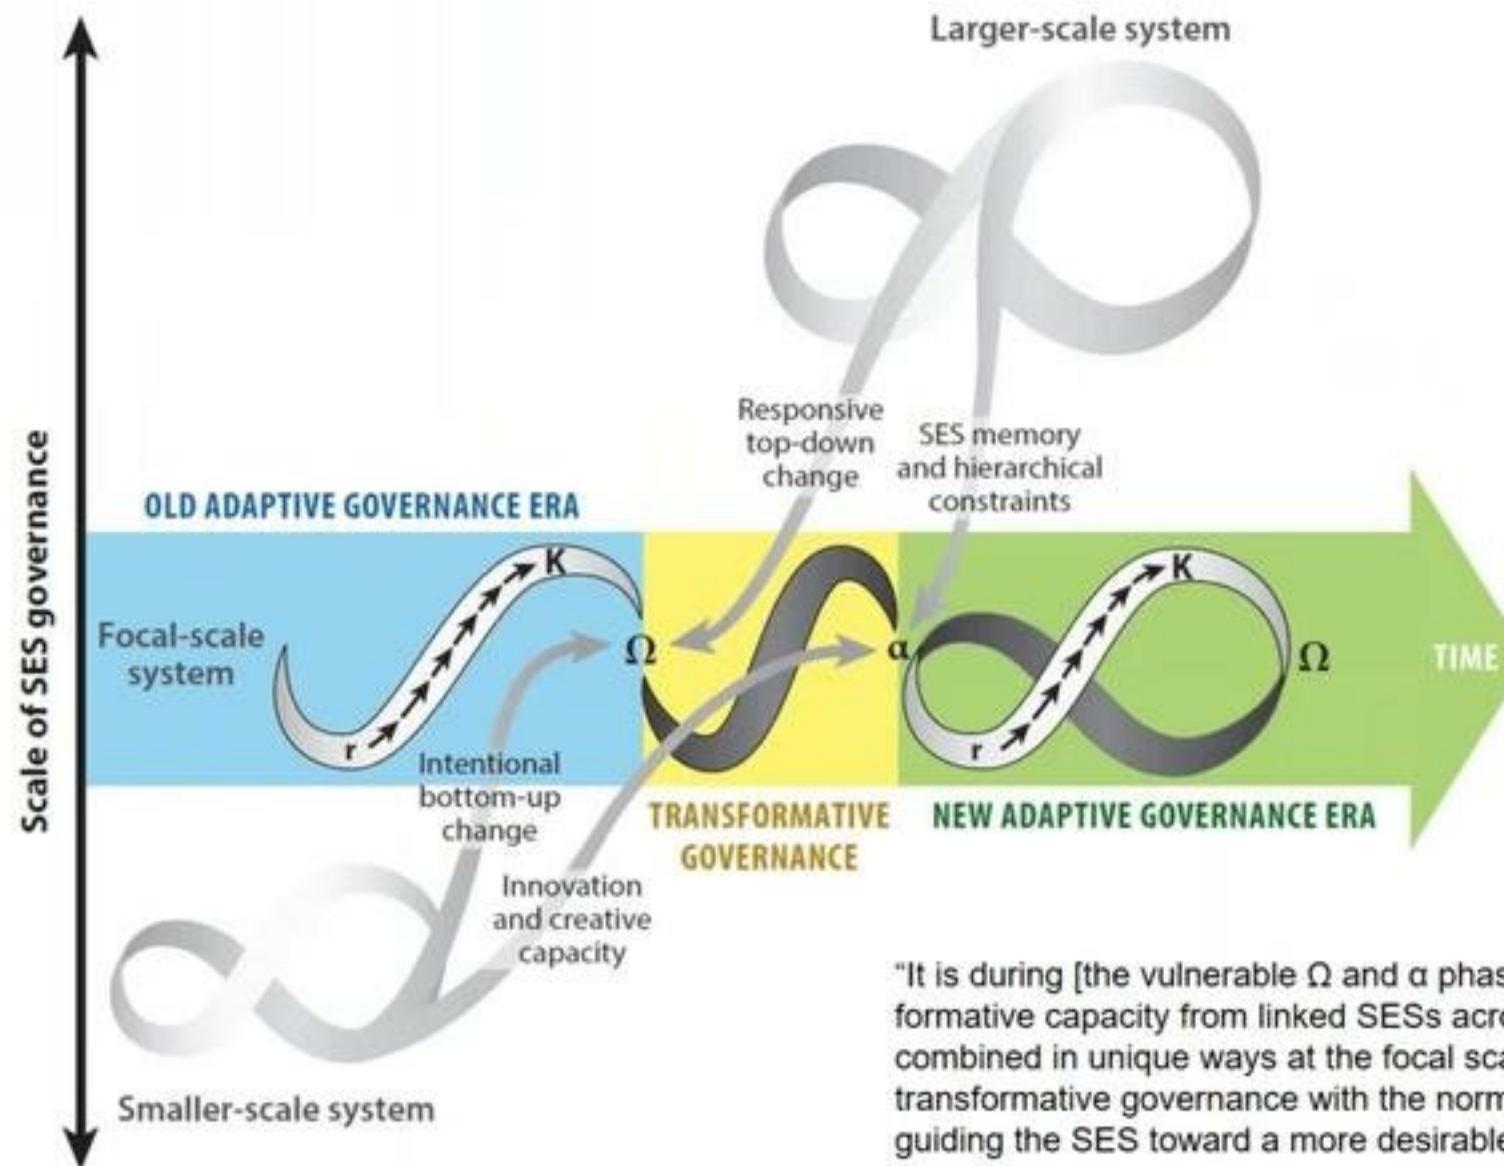 Larger-scale system
Scale of SES governance
Responsive
top-down
change
SES memory
and hierarchical
constraints
OLD ADAPTIVE GOVERNANCE ERA
Focal-scale
system
r
K
Ω
α
r
K
Ω
TIME
Intentional
bottom-up
change
TRANSFORMATIVE
GOVERNANCE
NEW ADAPTIVE GOVERNANCE ERA
Innovation
and creative
capacity
Smaller-scale system
“It is during [the vulnerable Ω and α phas
formative capacity from linked SESs acro
combined in unique ways at the focal sca
transformative governance with the norm
guiding the SES toward a more desirable